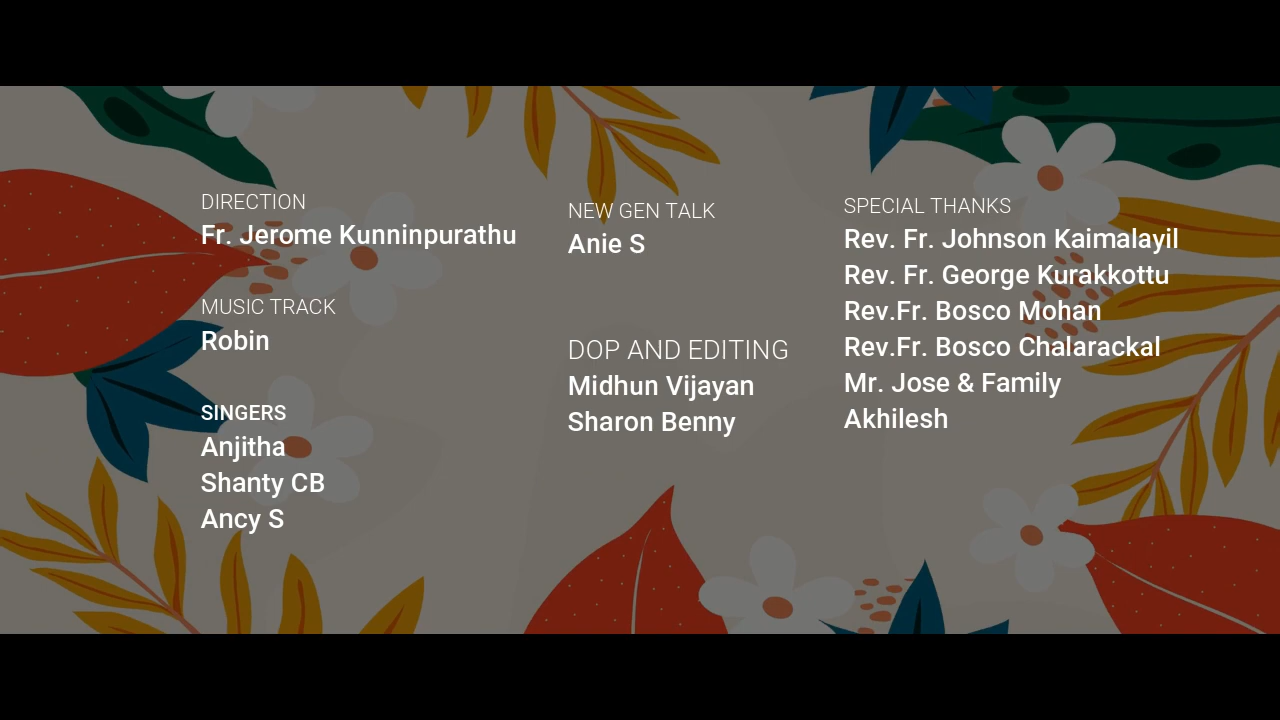 DIRECTION
Fr. Jerome Kunninpurathu
MUSIC TRACK
Robin
SINGERS
Anjitha
Shanty CB
Ancy S
NEW GEN TALK
Anie S
DOP AND EDITING
Midhun Vijayan
Sharon Benny
SPECIAL THANKS
Rev. Fr. Johnson Kaimalayil
Rev. Fr. George Kurakkottu
Rev.Fr. Bosco Mohan
Rev.Fr. Bosco Chalarackal
Mr. Jose & Family
Akhilesh